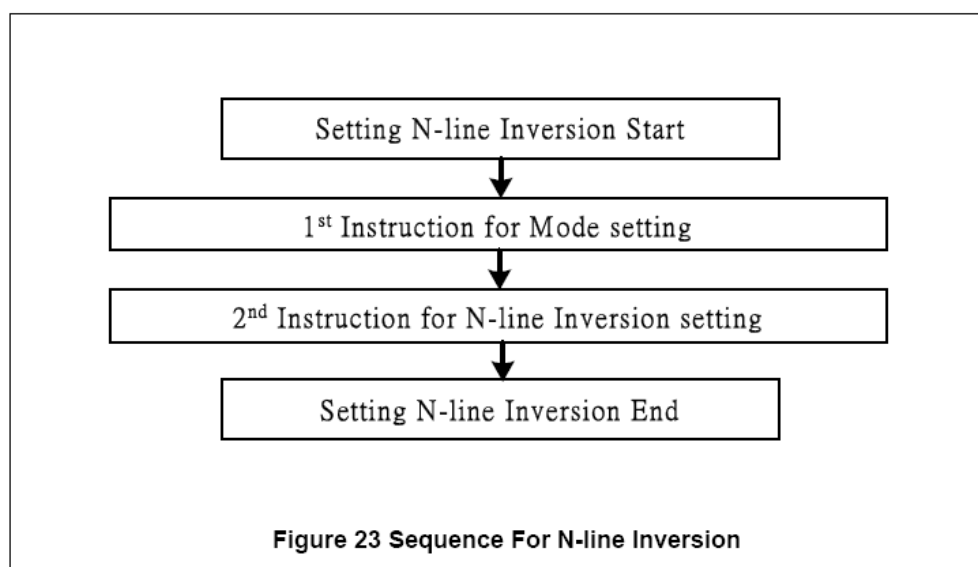 Setting N-line Inversion Start
1st Instruction for Mode setting
2nd Instruction for N-line Inversion setting
Setting N-line Inversion End
Figure 23 Sequence For N-line Inversion